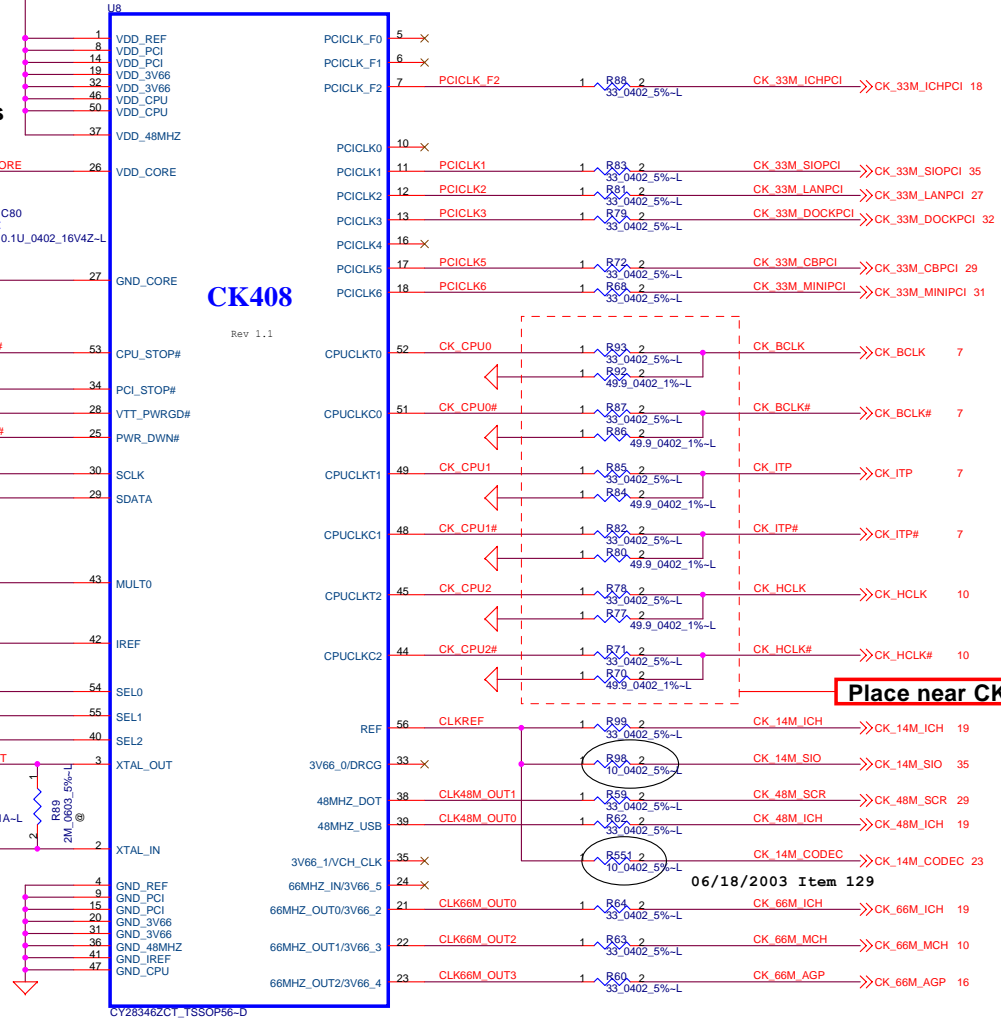 U8
1 VDD_REF PCICLK_F0 5
8 VDD_PCI
14 VDD_PCI PCICLK_F1 6
19 VDD_3V66
32 VDD_3V66 PCICLK_F2 7 PCICLK_F2 1 R88 2 33_0402_5%~L CK_33M_ICHPCI CK_33M_ICHPCI 18
46 VDD_CPU
50 VDD_CPU
s
37 VDD_48MHZ
PCICLK0 10
ORE 26 VDD_CORE PCICLK1 11 PCICLK1 1 R83 2 33_0402_5%~L CK_33M_SIOPCI CK_33M_SIOPCI 35
PCICLK2 12 PCICLK2 1 R81 2 33_0402_5%~L CK_33M_LANPCI CK_33M_LANPCI 27
C80 PCICLK3 13 PCICLK3 1 R79 2 33_0402_5%~L CK_33M_DOCKPCI CK_33M_DOCKPCI 32
0.1U_0402_16V4Z~L
PCICLK4 16
PCICLK5 17 PCICLK5 1 R72 2 33_0402_5%~L CK_33M_CBPCI CK_33M_CBPCI 29
27 GND_CORE
PCICLK6 18 PCICLK6 1 R68 2 33_0402_5%~L CK_33M_MINIPCI CK_33M_MINIPCI 31
CK408
Rev 1.1
# 53 CPU_STOP# CPUCLKT0 52 CK_CPU0 1 R93 2 33_0402_5%~L CK_BCLK CK_BCLK 7
1 R92 2 49.9_0402_1%~L
34 PCI_STOP#
28 VTT_PWRGD# CPUCLKC0 51 CK_CPU0# 1 R87 2 33_0402_5%~L CK_BCLK# CK_BCLK# 7
# 25 PWR_DWN# 1 R86 2 49.9_0402_1%~L
30 SCLK CPUCLKT1 49 CK_CPU1 1 R85 2 33_0402_5%~L CK_ITP CK_ITP 7
29 SDATA 1 R84 2 49.9_0402_1%~L
CPUCLKC1 48 CK_CPU1# 1 R82 2 33_0402_5%~L CK_ITP# CK_ITP# 7
1 R80 2 49.9_0402_1%~L
43 MULT0
CPUCLKT2 45 CK_CPU2 1 R78 2 33_0402_5%~L CK_HCLK CK_HCLK 10
1 R77 2 49.9_0402_1%~L
42 IREF
CPUCLKC2 44 CK_CPU2# 1 R71 2 33_0402_5%~L CK_HCLK# CK_HCLK# 10
1 R70 2 49.9_0402_1%~L
54 SEL0
Place near CK
55 SEL1
REF 56 CLKREF 1 R99 2 33_0402_5%~L CK_14M_ICH CK_14M_ICH 19
40 SEL2
T 3 XTAL_OUT 3V66_0/DRCG 33 1 R98 2 10_0402_5%~L CK_14M_SIO CK_14M_SIO 35
1 R89 2 2M_0603_5%~L @
1A~L
48MHZ_DOT 38 CLK48M_OUT1 1 R59 2 33_0402_5%~L CK_48M_SCR CK_48M_SCR 29
48MHZ_USB 39 CLK48M_OUT0 1 R62 2 33_0402_5%~L CK_48M_ICH CK_48M_ICH 19
2 XTAL_IN
3V66_1/VCH_CLK 35 1 R551 2 10_0402_5%~L CK_14M_CODEC CK_14M_CODEC 23
06/18/2003 Item 129
4 GND_REF 66MHZ_IN/3V66_5 24
9 GND_PCI
15 GND_PCI 66MHZ_OUT0/3V66_2 21 CLK66M_OUT0 1 R64 2 33_0402_5%~L CK_66M_ICH CK_66M_ICH 19
20 GND_3V66
31 GND_3V66
36 GND_48MHZ 66MHZ_OUT1/3V66_3 22 CLK66M_OUT2 1 R63 2 33_0402_5%~L CK_66M_MCH CK_66M_MCH 10
41 GND_IREF
47 GND_CPU
66MHZ_OUT2/3V66_4 23 CLK66M_OUT3 1 R60 2 33_0402_5%~L CK_66M_AGP CK_66M_AGP 16
CY28346ZCT_TSSOP56~D